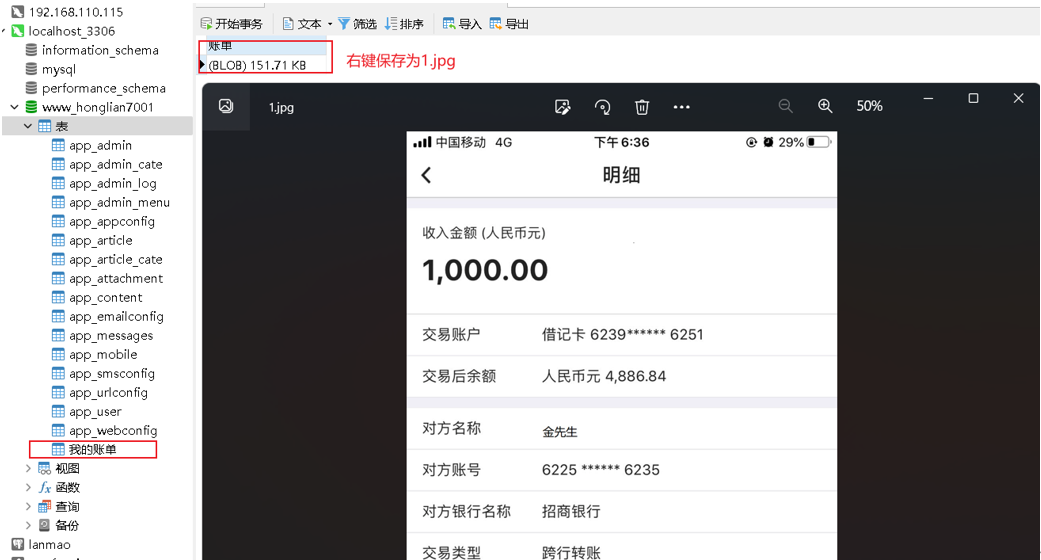 192.168.110.115
localhost_3306
information_schema
mysql
performance_schema
www_honglian7001
表
app_admin
app_admin_cate
app_admin_log
app_admin_menu
app_appconfig
app_article
app_article_cate
app_attachment
app_content
app_emailconfig
app_messages
app_mobile
app_smsconfig
app_urlconfig
app_user
app_webconfig
我的账单
视图
函数
查询
备份
lanmao
开始事务 文本 筛选 排序 导入 导出
账单
(BLOB) 151.71 KB
右键保存为1.jpg
1.jpg
50%
中国移动 4G 下午 6:36 29%
明细
收入金额 (人民币元)
1,000.00
交易账户 借记卡 6239****** 6251
交易后余额 人民币元 4,886.84
对方名称 金先生
对方账号 6225 ****** 6235
对方银行名称 招商银行
交易类型 跨行转账